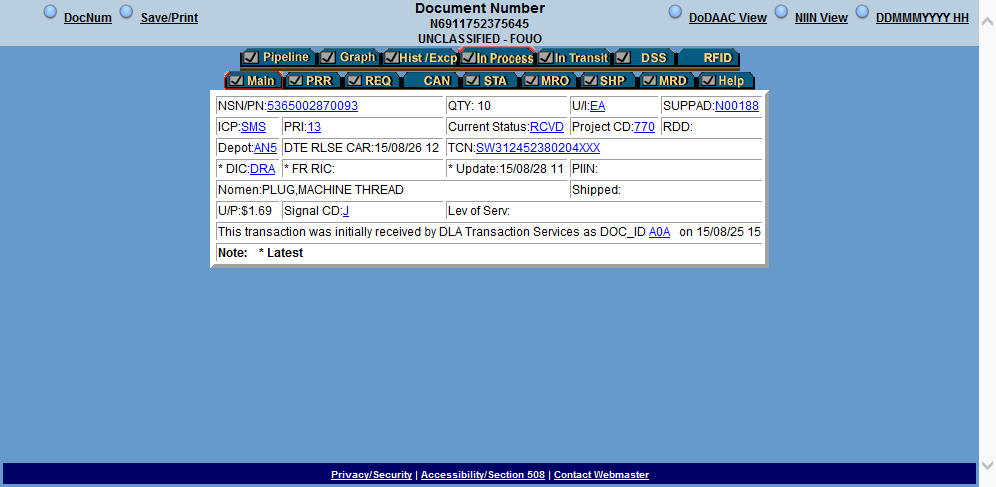 DocNum Save/Print Document Number DoDAAC View NIIN View DDMMMYYYY HH
N6911752375645
UNCLASSIFIED - FOUO
Pipeline Graph Hist /Excp In Process In Transit DSS RFID
Main PRR REQ CAN STA MRO SHP MRD Help
NSN/PN:5365002870093 QTY: 10 U/I:EA SUPPAD:N00188
ICP:SMS PRI:13 Current Status:RCVD Project CD:770 RDD:
Depot:AN5 DTE RLSE CAR:15/08/26 12 TCN:SW312452380204XXX
* DIC:DRA * FR RIC: * Update:15/08/28 11 PIIN:
Nomen:PLUG,MACHINE THREAD Shipped:
U/P:$1.69 Signal CD:J Lev of Serv:
This transaction was initially received by DLA Transaction Services as DOC_ID A0A on 15/08/25 15
Note: * Latest
Privacy/Security | Accessibility/Section 508 | Contact Webmaster